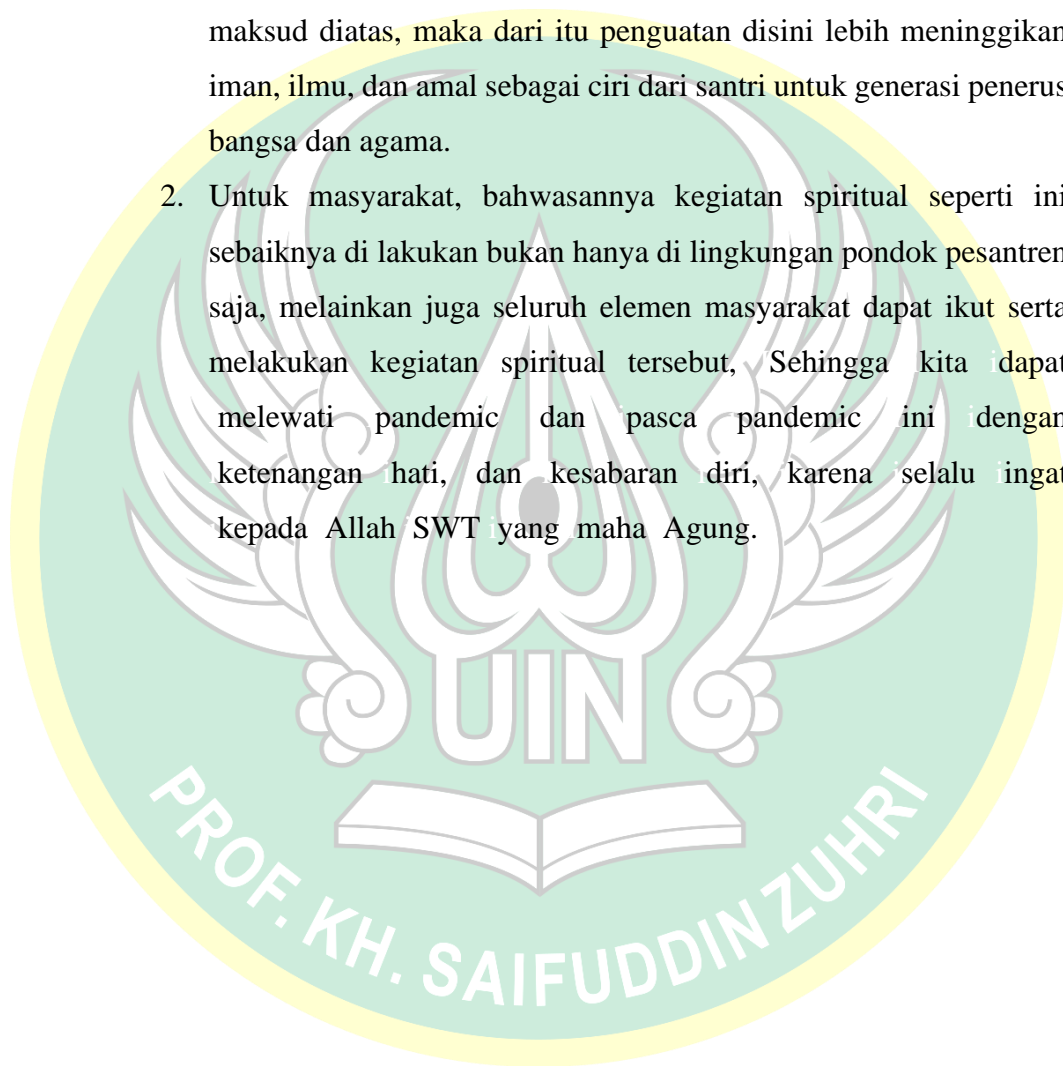 maksud diatas, maka dari itu penguatan disini lebih meninggikan
iman, ilmu, dan amal sebagai ciri dari santri untuk generasi penerus
bangsa dan agama.
2. Untuk masyarakat, bahwasannya kegiatan spiritual seperti ini
sebaiknya di lakukan bukan hanya di lingkungan pondok pesantren
saja, melainkan juga seluruh elemen masyarakat dapat ikut serta
melakukan kegiatan spiritual tersebut, Sehingga kita dapat
melewati pandemic dan pasca pandemic ini dengan
ketenangan hati, dan kesabaran diri, karena selalu ingat
kepada Allah SWT yang maha Agung.
UIN
PROF. KH. SAIFUDDIN ZUHRI